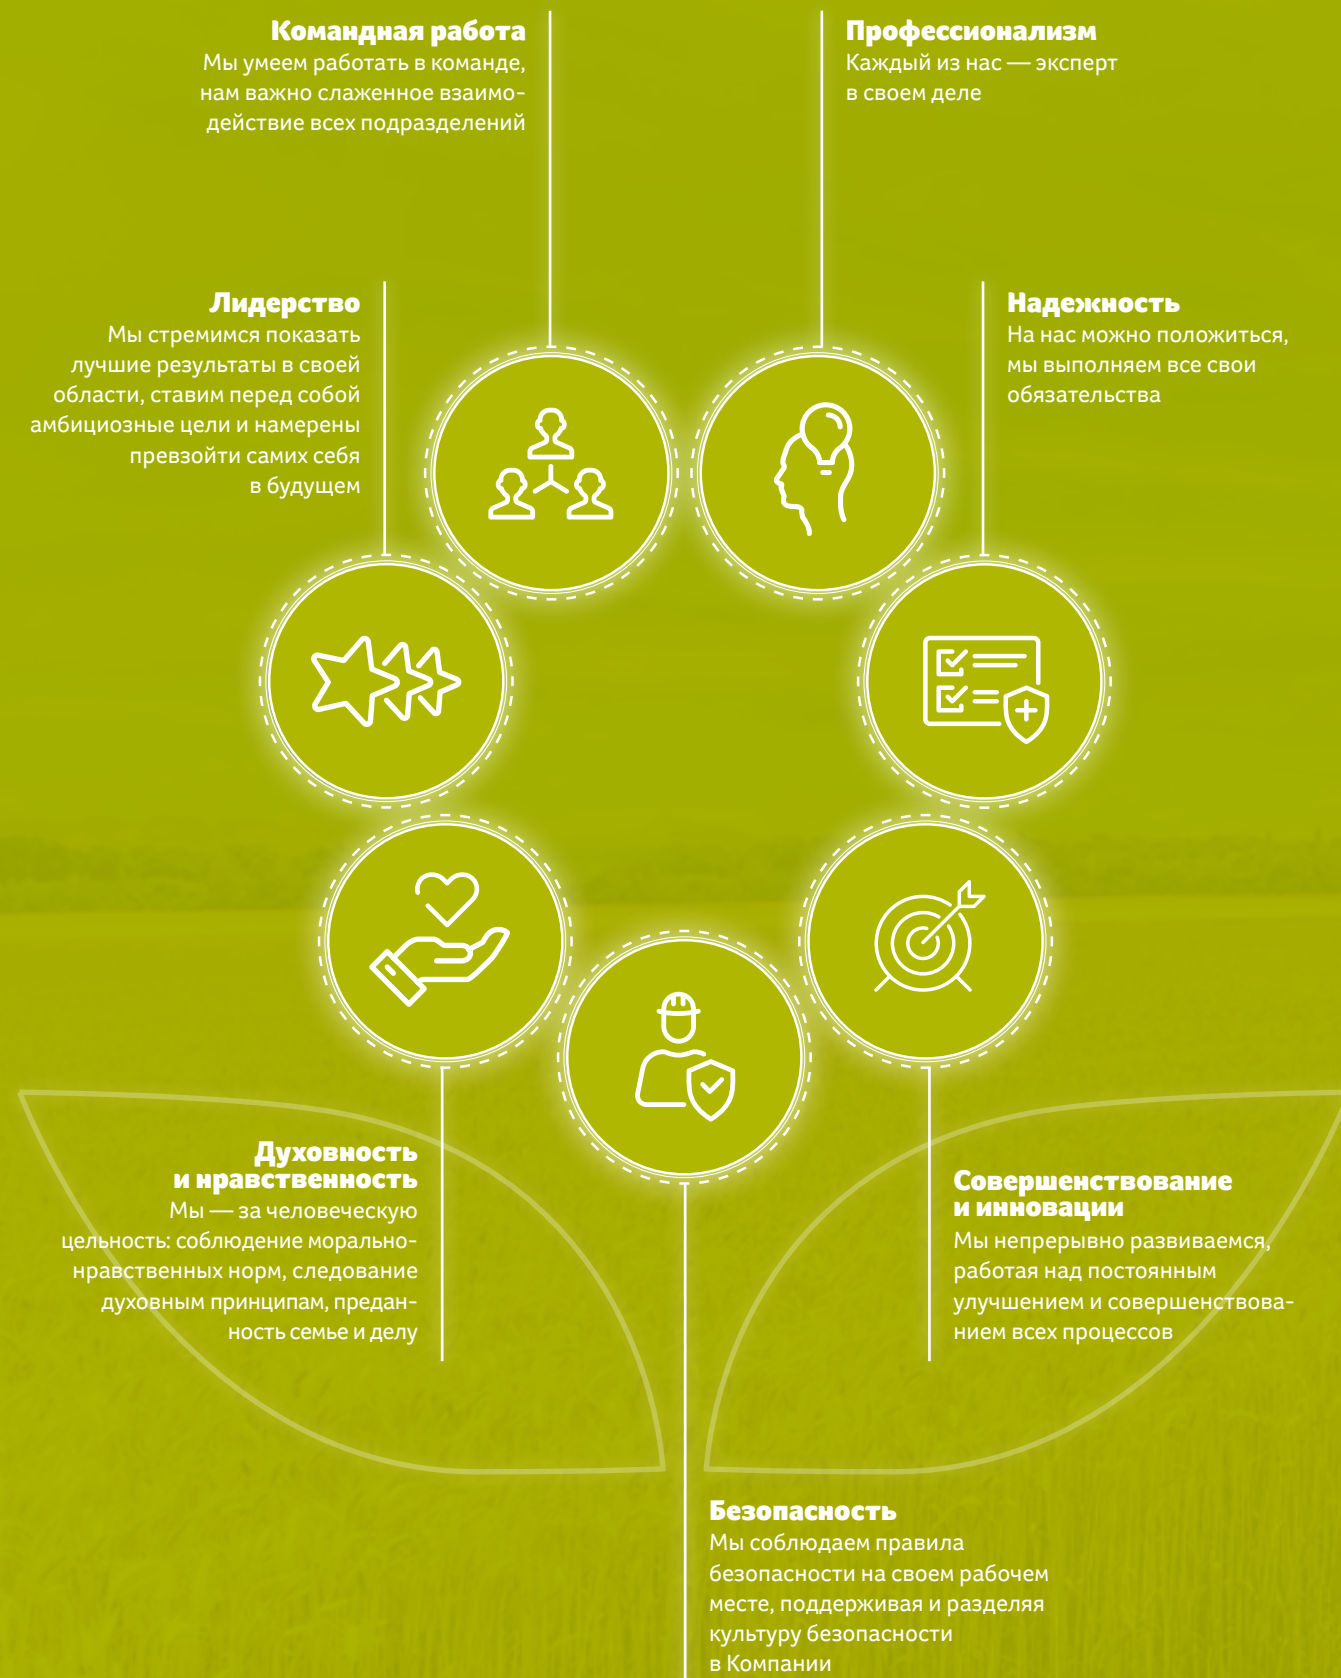 Командная работа
Мы умеем работать в команде,
нам важно слаженное взаимо-
действие всех подразделений
Профессионализм
Каждый из нас — эксперт
в своем деле
Лидерство
Мы стремимся показать
лучшие результаты в своей
области, ставим перед собой
амбициозные цели и намерены
превзойти самих себя
в будущем
Надежность
На нас можно положиться,
мы выполняем все свои
обязательства
Духовность
и нравственность
Мы — за человеческую
цельность: соблюдение морально-
нравственных норм, следование
духовным принципам, предан-
ность семье и делу
Совершенствование
и инновации
Мы непрерывно развиваемся,
работая над постоянным
улучшением и совершенствова-
нием всех процессов
Безопасность
Мы соблюдаем правила
безопасности на своем рабочем
месте, поддерживая и разделяя
культуру безопасности
в Компании